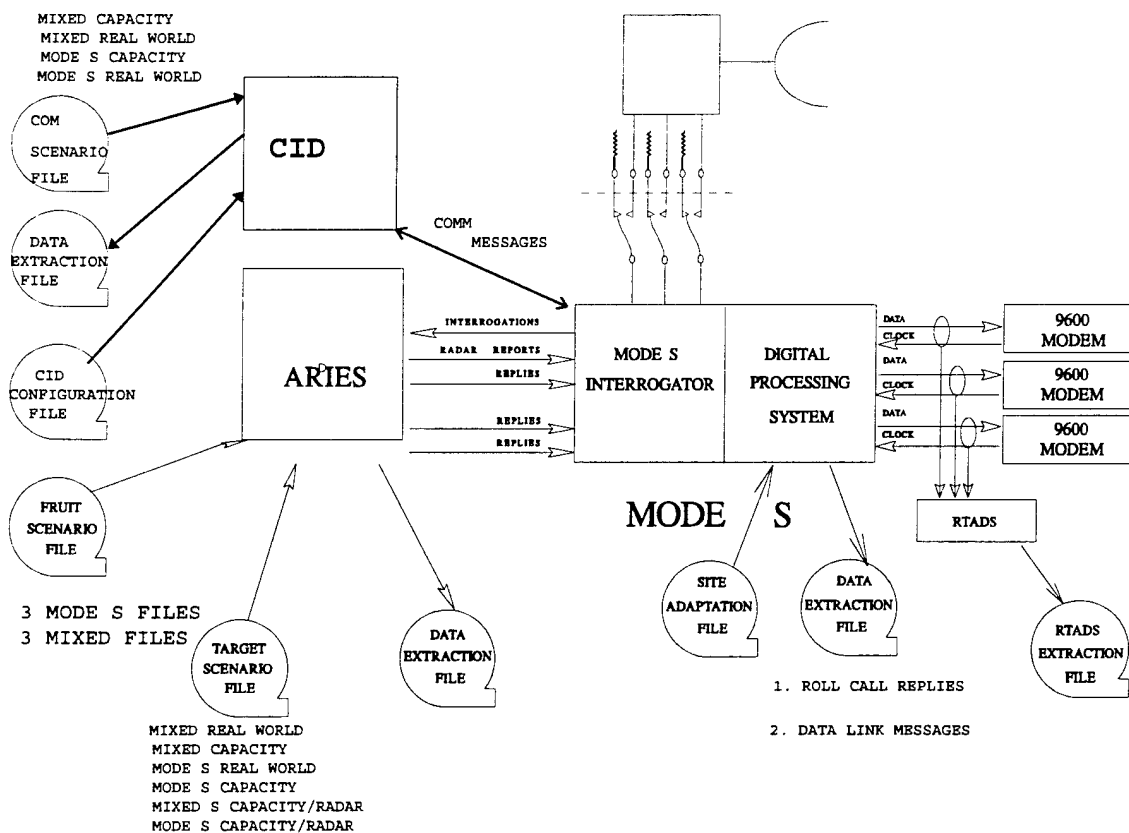 MIXED CAPACITY
MIXED REAL WORLD
MODE S CAPACITY
MODE S REAL WORLD
COM
SCENARIO
FILE
CID
DATA
EXTRACTION
FILE
COMM
MESSAGES
CID
CONFIGURATION
FILE
ARIES
INTERROGATIONS
RADAR REPORTS
REPLIES
REPLIES
REPLIES
MODE S
INTERROGATOR
DIGITAL
PROCESSING
SYSTEM
DATA
CLOCK
DATA
CLOCK
DATA
CLOCK
9600
MODEM
9600
MODEM
9600
MODEM
FRUIT
SCENARIO
FILE
MODE S
RTADS
3 MODE S FILES
3 MIXED FILES
TARGET
SCENARIO
FILE
DATA
EXTRACTION
FILE
SITE
ADAPTATION
FILE
DATA
EXTRACTION
FILE
RTADS
EXTRACTION
FILE
1. ROLL CALL REPLIES
2. DATA LINK MESSAGES
MIXED REAL WORLD
MIXED CAPACITY
MODE S REAL WORLD
MODE S CAPACITY
MIXED S CAPACITY/RADAR
MODE S CAPACITY/RADAR